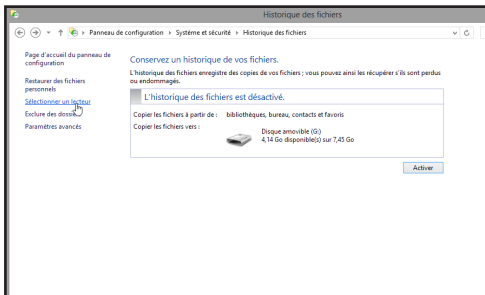 Historique des fichiers
Panneau de configuration ▸ Système et sécurité ▸ Historique des fichiers
Page d'accueil du panneau de
configuration
Restaurer des fichiers
personnels
Sélectionner un lecteur
Exclure des dossie
Paramètres avancés
Conservez un historique de vos fichiers.
L'historique des fichiers enregistre des copies de vos fichiers ; vous pouvez ainsi les récupérer s'ils sont perdus
ou endommagés.
L'historique des fichiers est désactivé.
Copier les fichiers à partir de : bibliothèques, bureau, contacts et favoris
Copier les fichiers vers :
Disque amovible (G:)
4,14 Go disponible(s) sur 7,45 Go
Activer